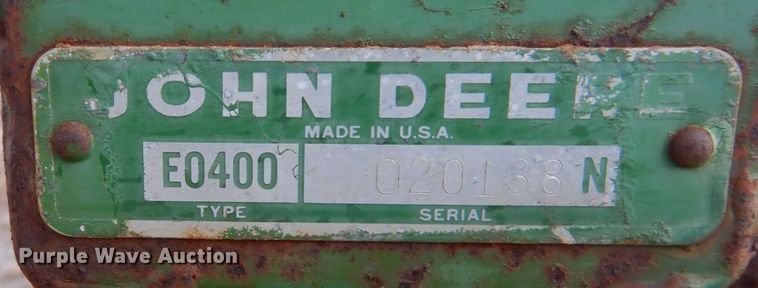 JOHN DEERE
MADE IN U.S.A.
E0400 020138 N
TYPE SERIAL
Purple Wave Auction